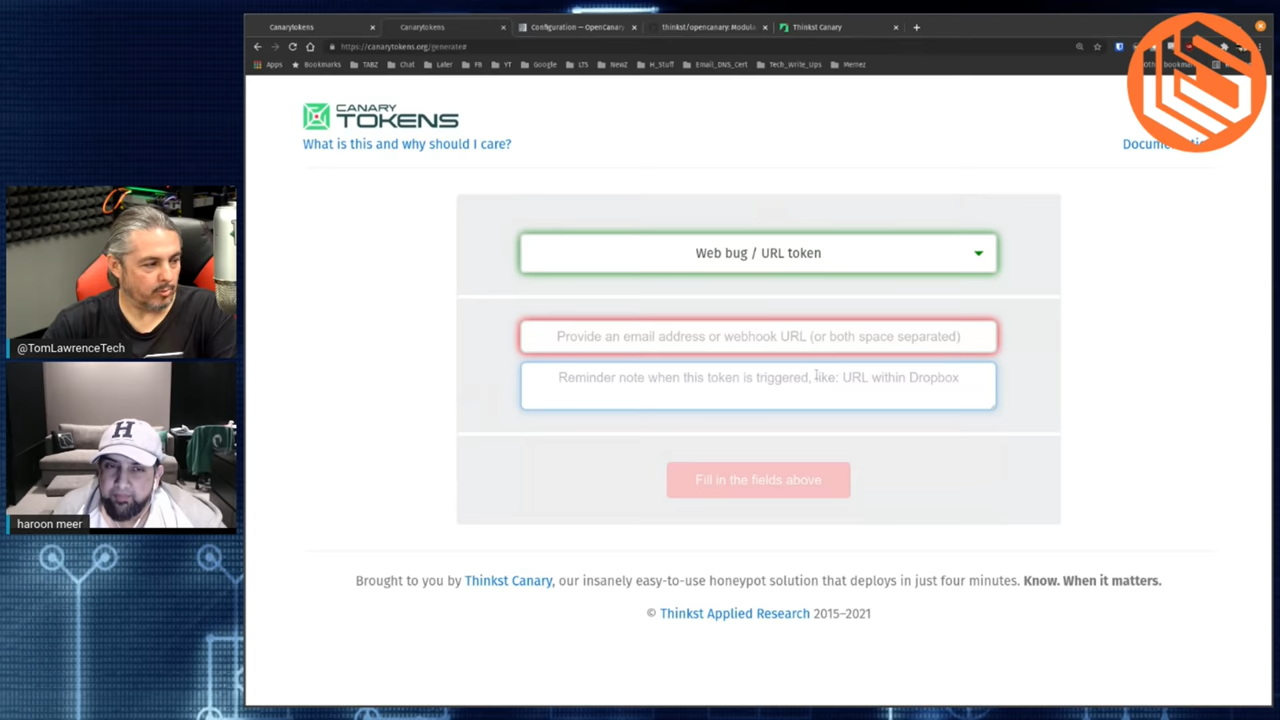 Canarytokens
Canarytokens
Configuration — OpenCanary
thinkst/opencanary: Modula
Thinkst Canary
https://canarytokens.org/generate#
Apps
Bookmarks
TABZ
Chat
Later
FB
YT
Google
LTS
NewZ
H_Stuff
Email_DNS_Cert
Tech_Write_Ups
Memez
CANARY
TOKENS
What is this and why should I care?
Web bug / URL token
Provide an email address or webhook URL (or both space separated)
Reminder note when this token is triggered, like: URL within Dropbox
Fill in the fields above
Brought to you by Thinkst Canary, our insanely easy-to-use honeypot solution that deploys in just four minutes. Know. When it matters.
© Thinkst Applied Research 2015–2021
@TomLawrenceTech
H
haroon meer